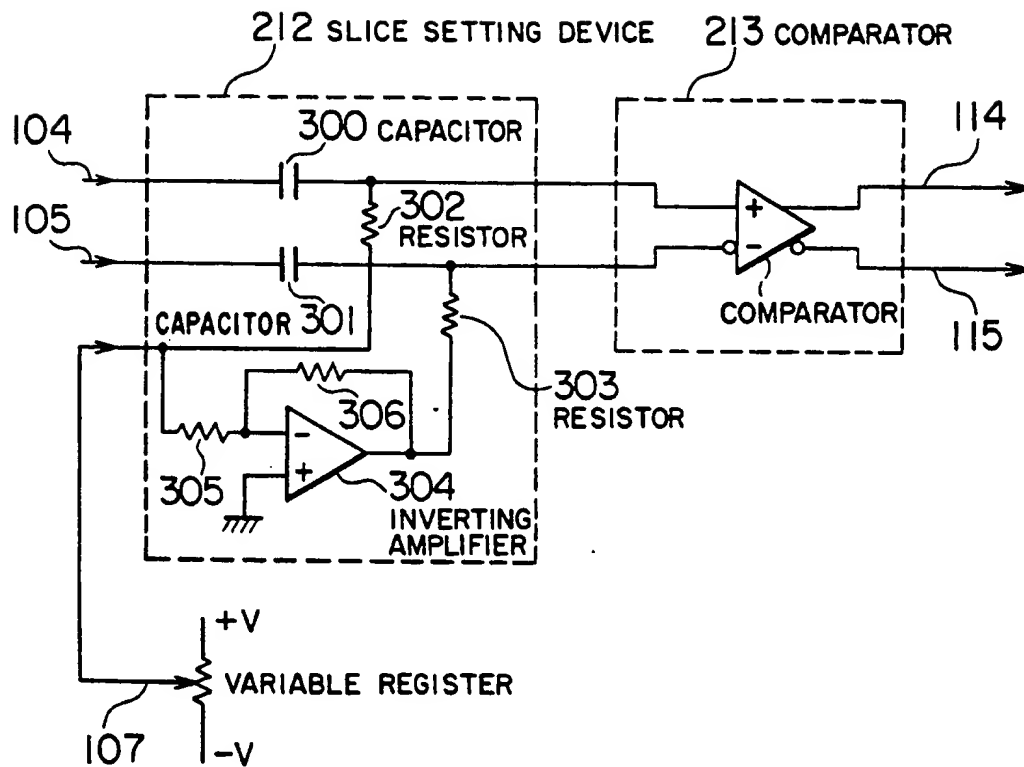 212 SLICE SETTING DEVICE
213 COMPARATOR
104
300 CAPACITOR
114
302
RESISTOR
105
+
-
CAPACITOR 301
COMPARATOR
115
306
303
RESISTOR
-
+
305
304
INVERTING
AMPLIFIER
+V
VARIABLE REGISTER
107
-V